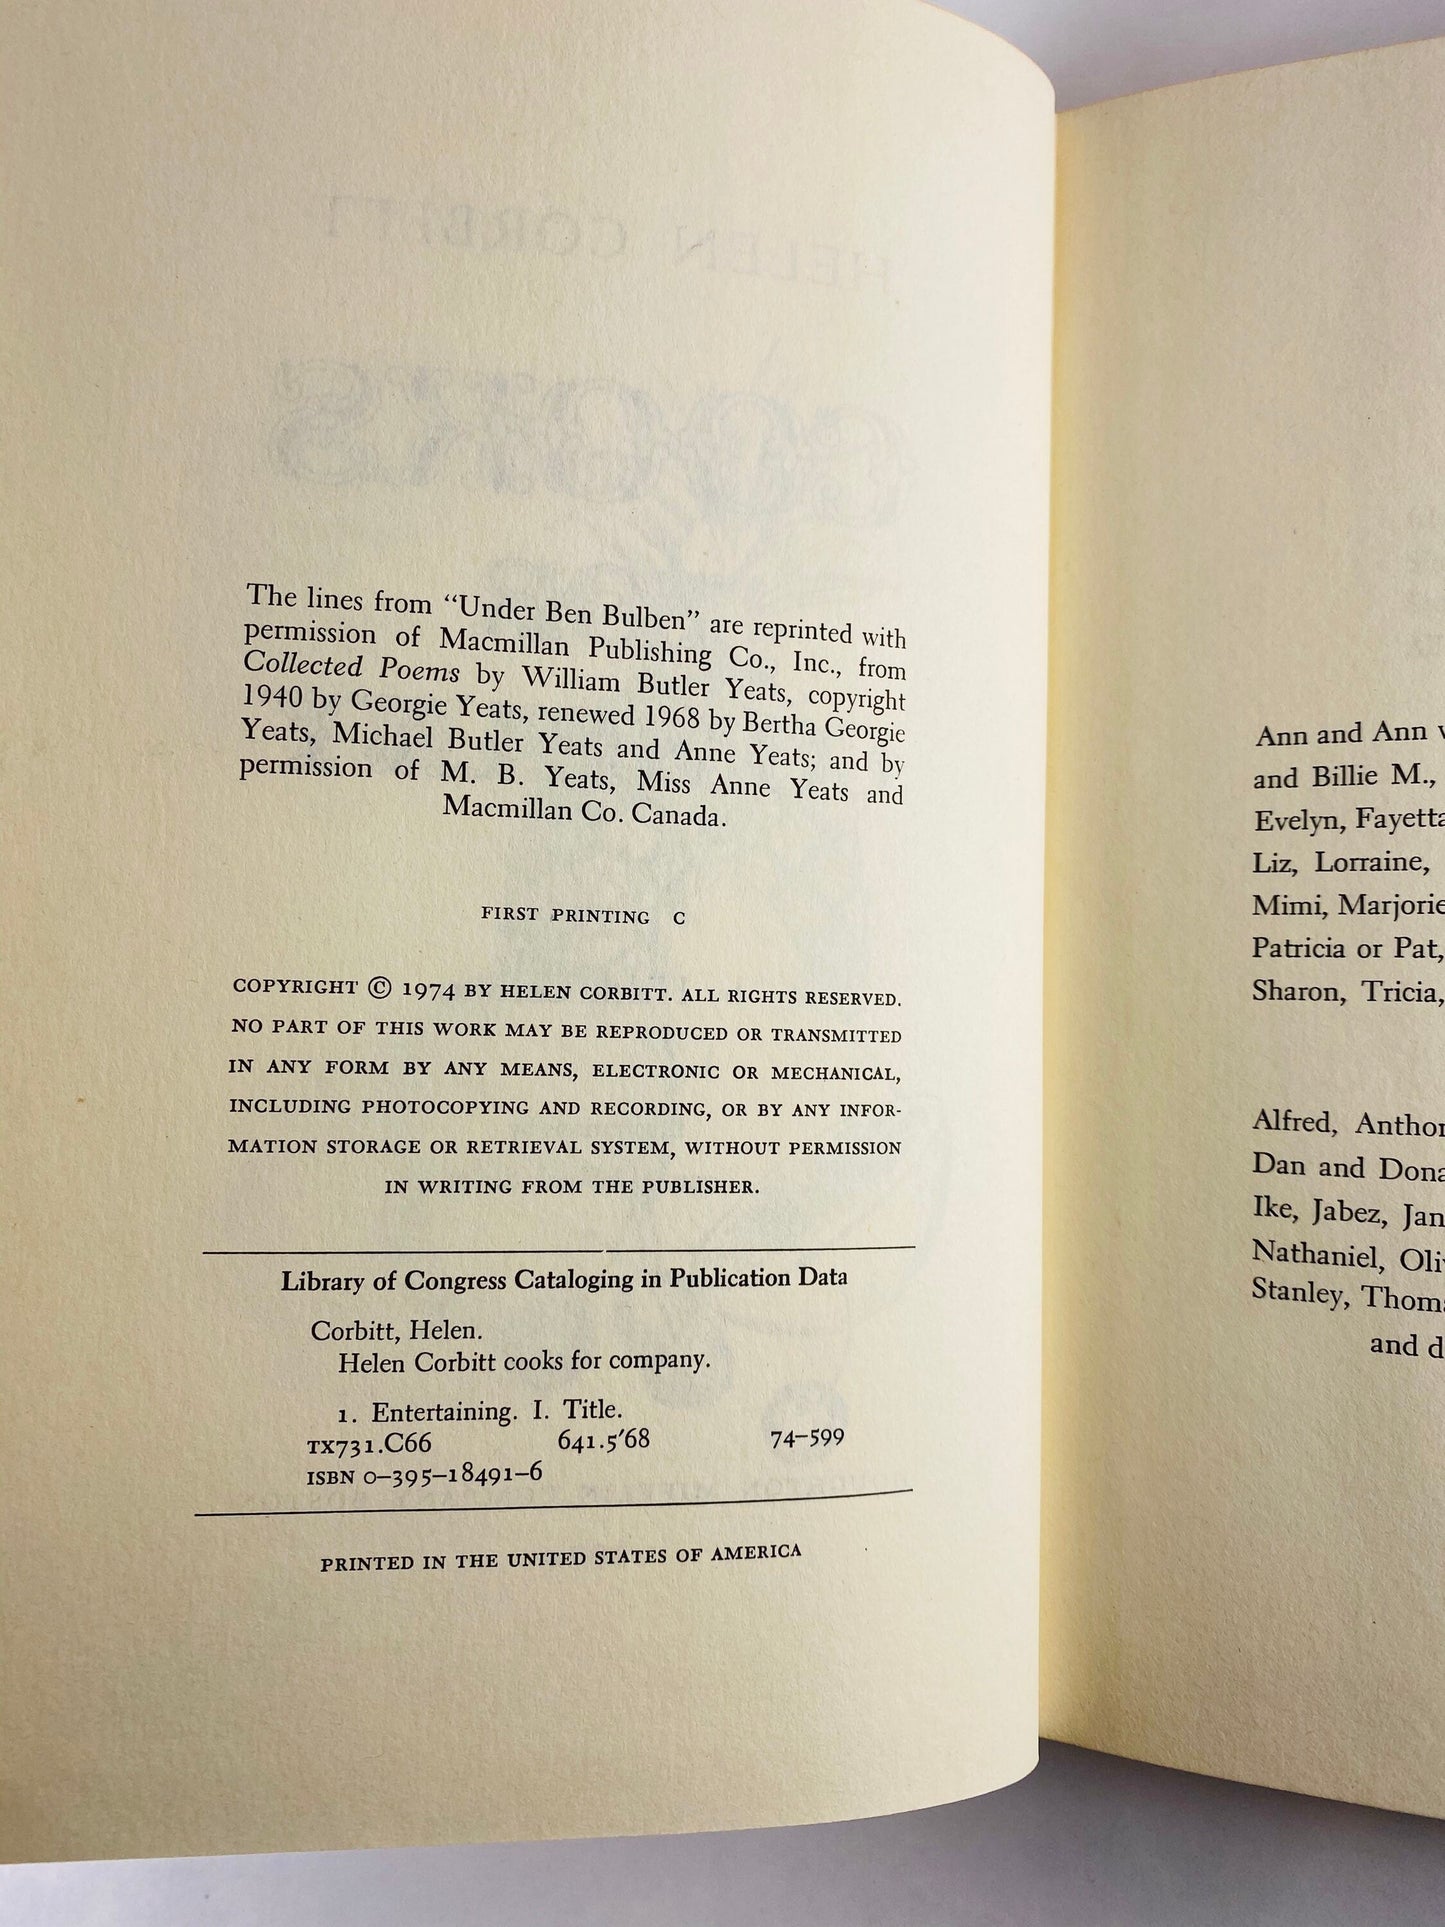 The lines from “Under Ben Bulben” are reprinted with
permission of Macmillan Publishing Co., Inc., from
Collected Poems by William Butler Yeats, copyright
1940 by Georgie Yeats, renewed 1968 by Bertha Georgie
Yeats, Michael Butler Yeats and Anne Yeats; and by
permission of M. B. Yeats, Miss Anne Yeats and
Macmillan Co. Canada.
FIRST PRINTING C
COPYRIGHT © 1974 BY HELEN CORBITT. ALL RIGHTS RESERVED.
NO PART OF THIS WORK MAY BE REPRODUCED OR TRANSMITTED
IN ANY FORM BY ANY MEANS, ELECTRONIC OR MECHANICAL,
INCLUDING PHOTOCOPYING AND RECORDING, OR BY ANY INFOR-
MATION STORAGE OR RETRIEVAL SYSTEM, WITHOUT PERMISSION
IN WRITING FROM THE PUBLISHER.
Library of Congress Cataloging in Publication Data
Corbitt, Helen.
Helen Corbitt cooks for company.
1. Entertaining. I. Title.
TX731.C66 641.5′68 74–599
ISBN 0–395–18491–6
PRINTED IN THE UNITED STATES OF AMERICA
Ann and Ann
and Billie M.,
Evelyn,
Liz, Lorraine,
Mimi,
Patricia or Pat,
Sharon, Tricia,
Alfred,
Dan and
Ike, Jabez,
Nathaniel,
Stanley,
and